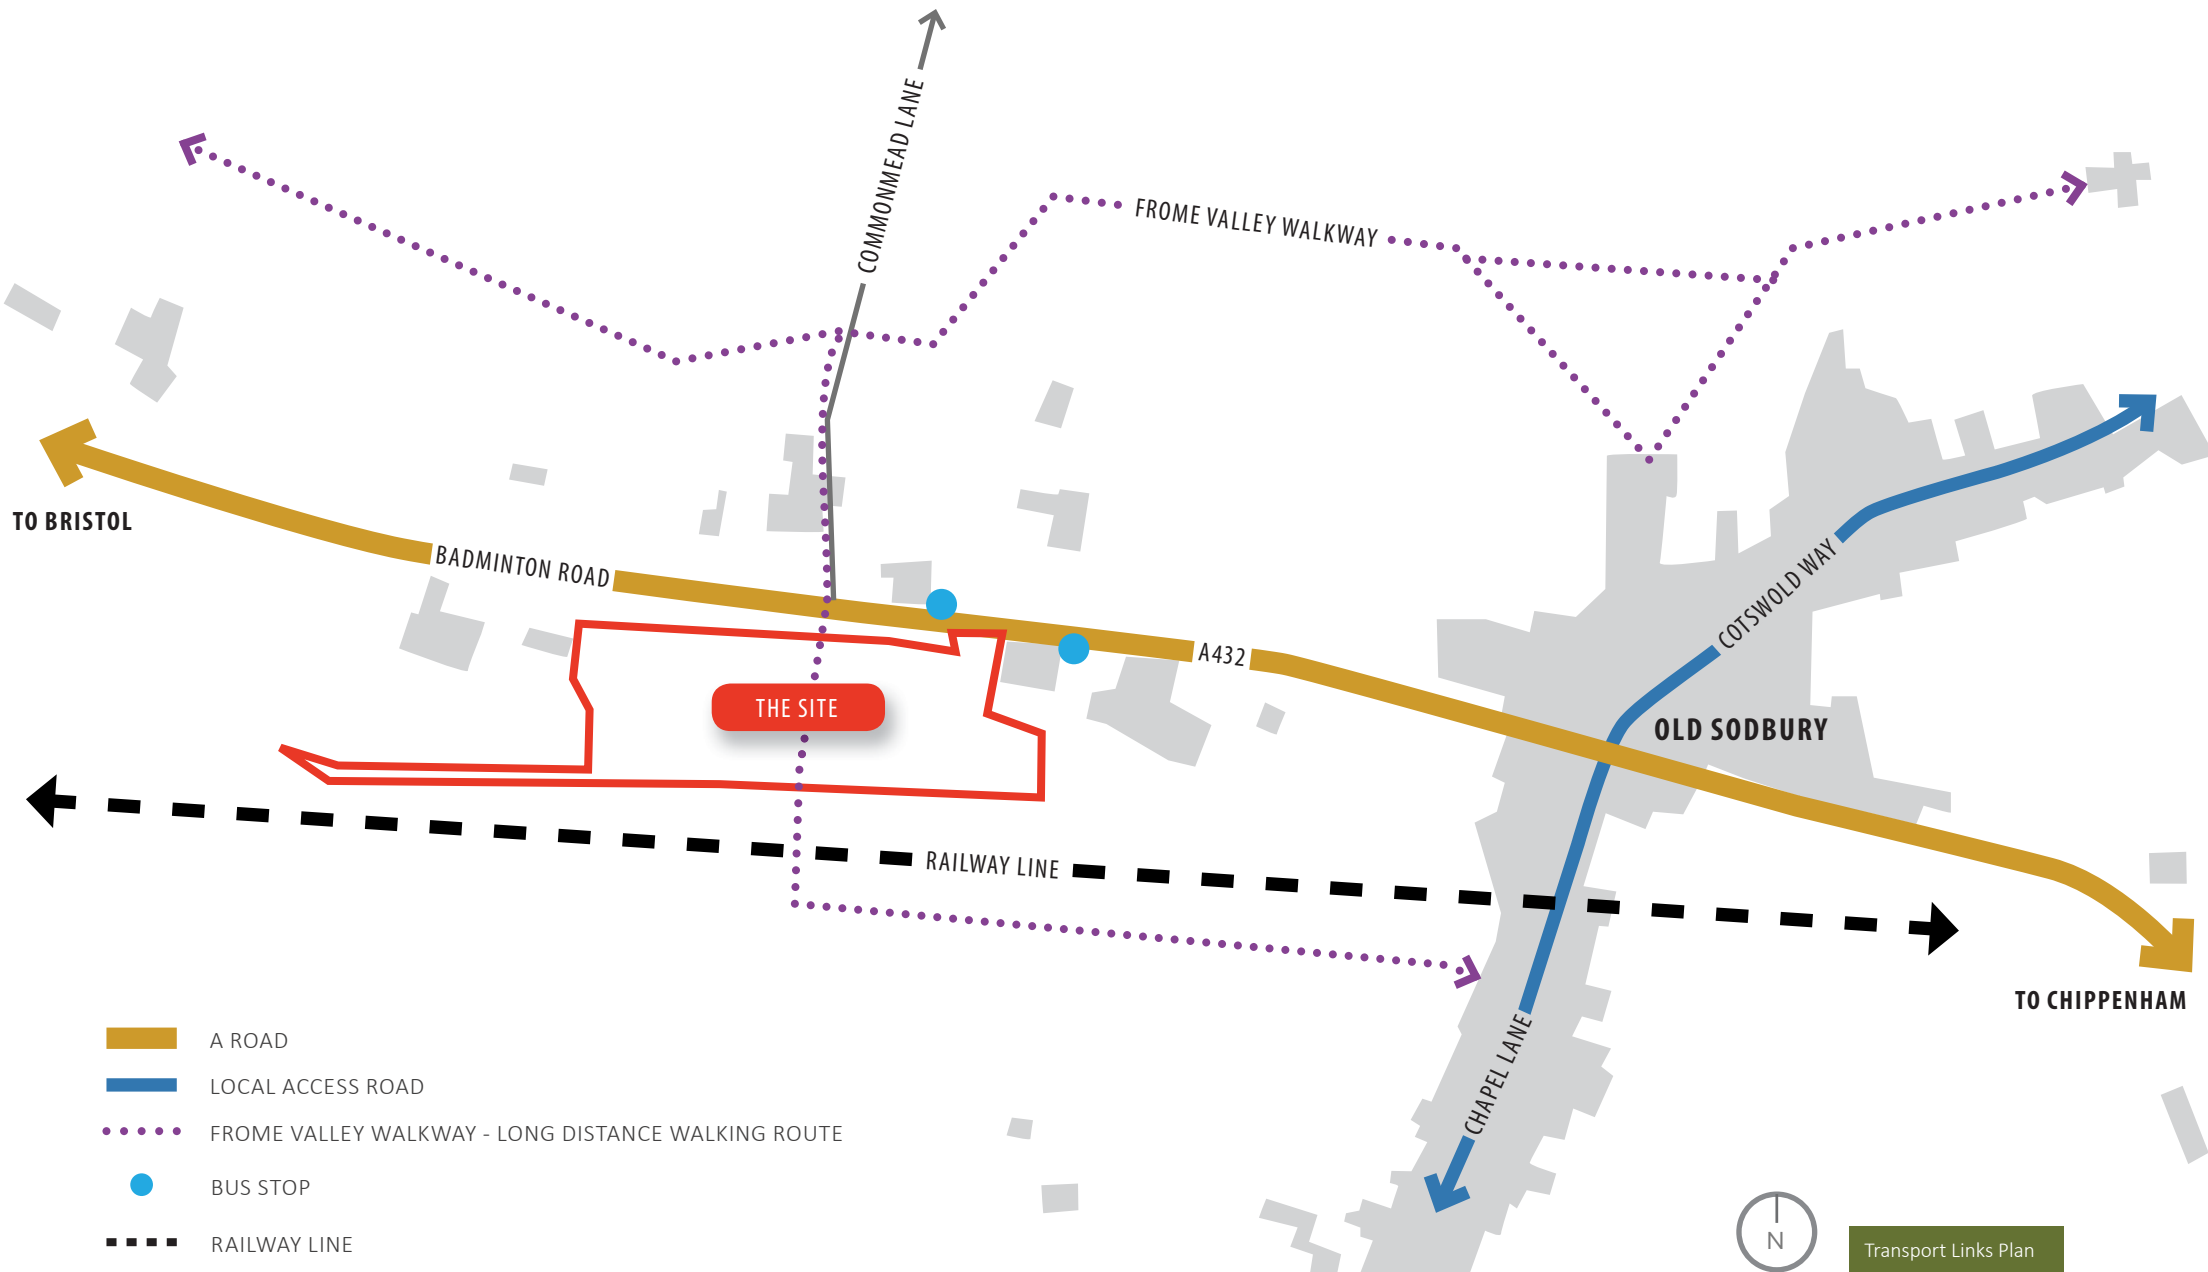 COMMONMEAD LANE
FROME VALLEY WALKWAY
TO BRISTOL
BADMINTON ROAD
A432
COTSWOLD WAY
THE SITE
OLD SODBURY
RAILWAY LINE
TO CHIPPENHAM
CHAPEL LANE
A ROAD
LOCAL ACCESS ROAD
FROME VALLEY WALKWAY - LONG DISTANCE WALKING ROUTE
BUS STOP
RAILWAY LINE
N
Transport Links Plan